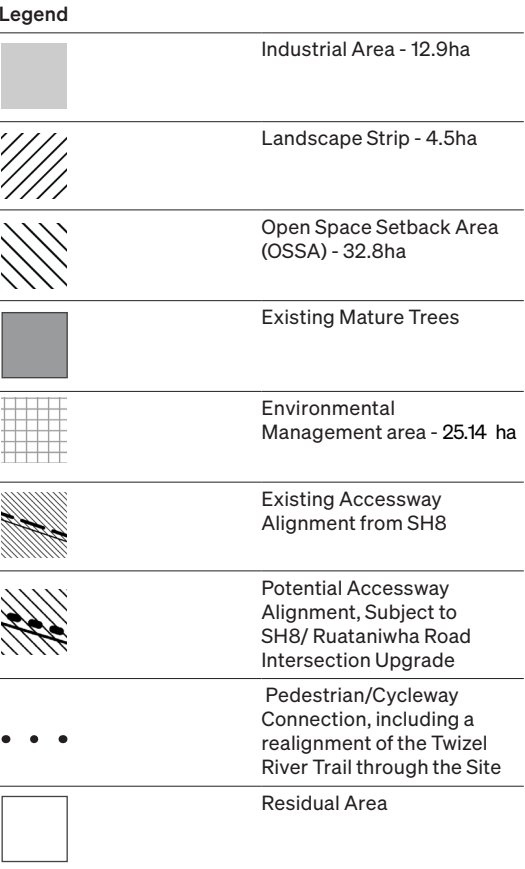 Legend
Industrial Area - 12.9ha
Landscape Strip - 4.5ha
Open Space Setback Area
(OSSA) - 32.8ha
Existing Mature Trees
Environmental
Management area - 25.14 ha
Existing Accessway
Alignment from SH8
Potential Accessway
Alignment, Subject to
SH8/ Ruataniwha Road
Intersection Upgrade
Pedestrian/Cycleway
Connection, including a
realignment of the Twizel
River Trail through the Site
Residual Area